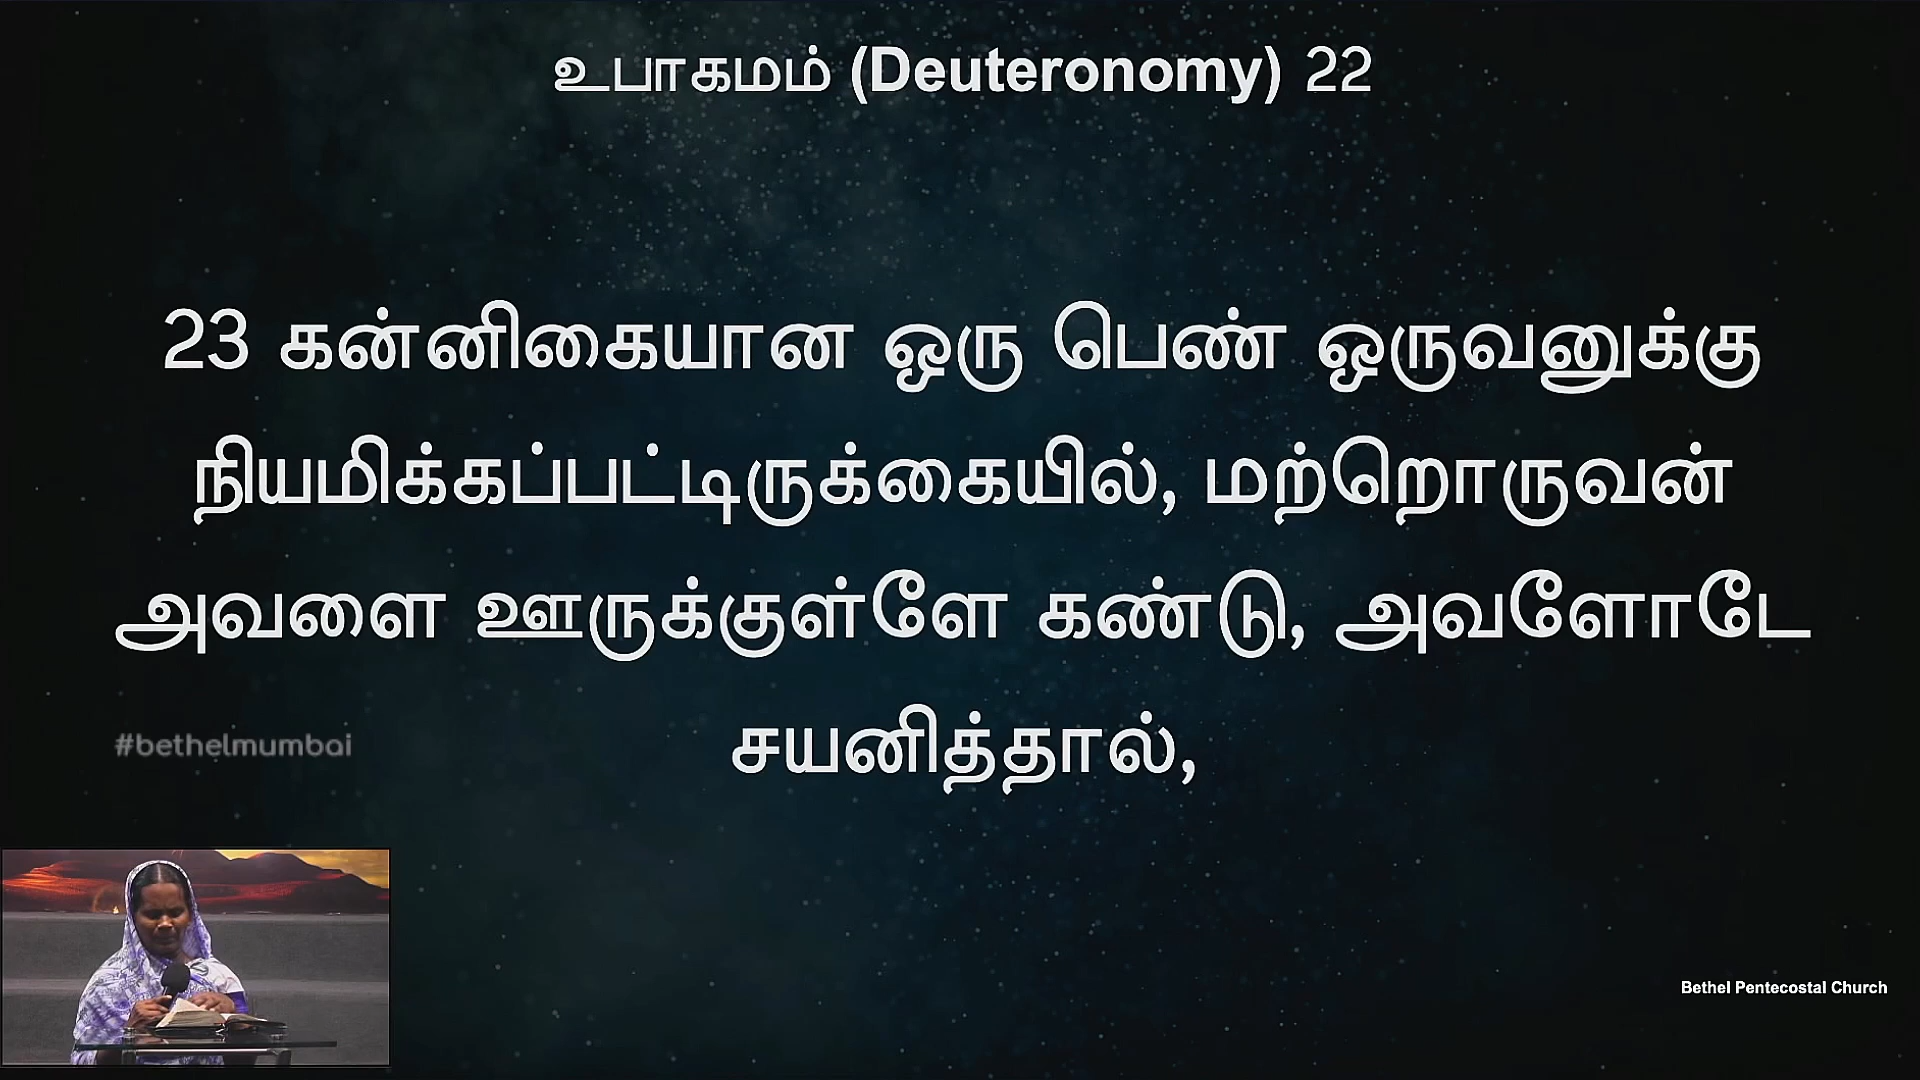 உபாகமம் (Deuteronomy) 22
23 கன்னிகையான ஒரு பெண் ஒருவனுக்கு
நியமிக்கப்பட்டிருக்கையில், மற்றொருவன்
அவளை ஊருக்குள்ளே கண்டு, அவளோடே
சயனித்தால்,
#bethelmumbai
Bethel Pentecostal Church